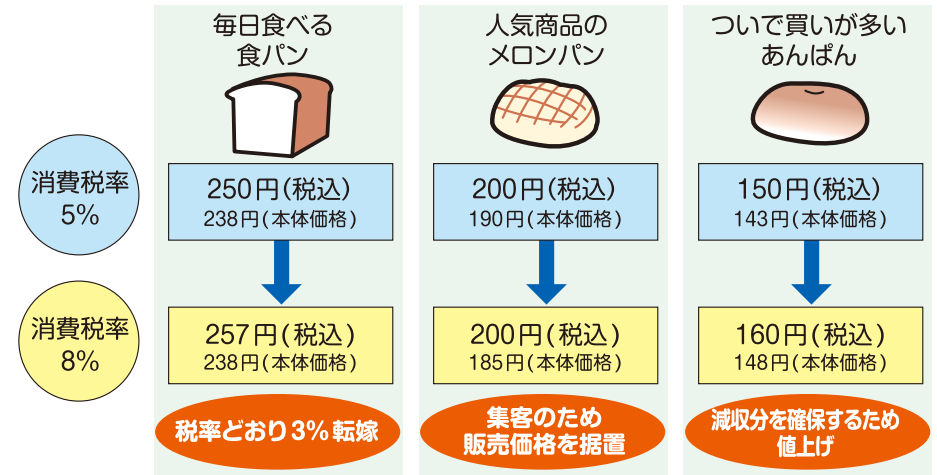 毎日食べる
食パン
人気商品の
メロンパン
ついで買いが多い
あんぱん
消費税率
5%
250円(税込)
238円(本体価格)
200円(税込)
190円(本体価格)
150円(税込)
143円(本体価格)
消費税率
8%
257円(税込)
238円(本体価格)
200円(税込)
185円(本体価格)
160円(税込)
148円(本体価格)
税率どおり3%転嫁
集客のため
販売価格を据置
減収分を確保するため
値上げ